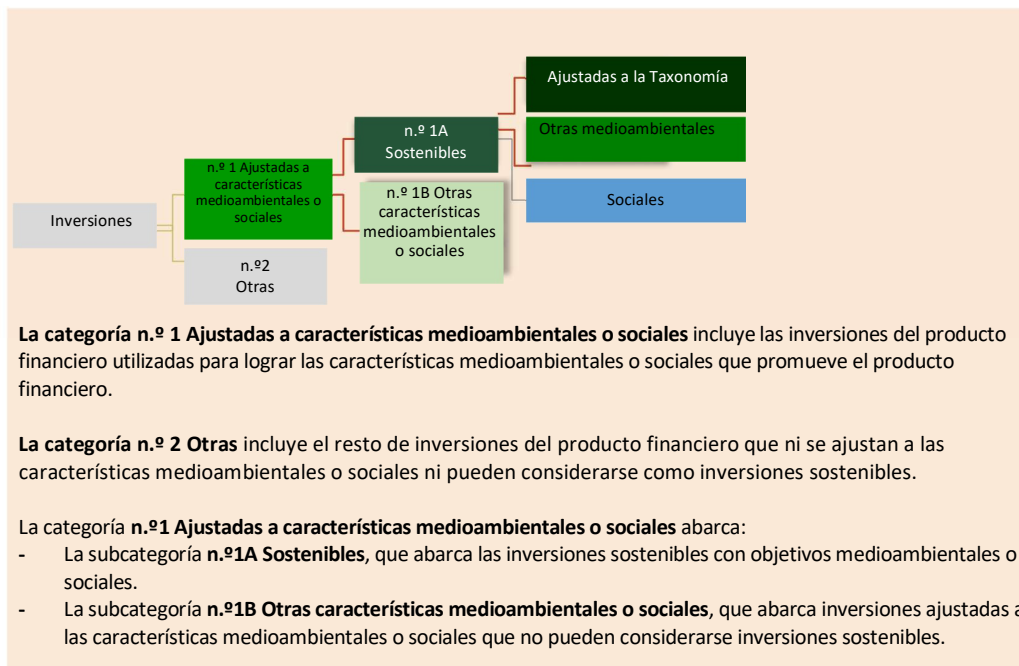 Ajustadas a la Taxonomía
n.º 1A
Sostenibles
Otras medioambientales
n.º 1 Ajustadas a
características
medioambientales o
sociales
n.º 1B Otras
características
medioambientales
o sociales
Sociales
Inversiones
n.º2
Otras
La categoría n.º 1 Ajustadas a características medioambientales o sociales incluye las inversiones del producto
financiero utilizadas para lograr las características medioambientales o sociales que promueve el producto
financiero.
La categoría n.º 2 Otras incluye el resto de inversiones del producto financiero que ni se ajustan a las
características medioambientales o sociales ni pueden considerarse como inversiones sostenibles.
La categoría n.º1 Ajustadas a características medioambientales o sociales abarca:
- La subcategoría n.º1A Sostenibles, que abarca las inversiones sostenibles con objetivos medioambientales o
sociales.
- La subcategoría n.º1B Otras características medioambientales o sociales, que abarca inversiones ajustadas a
las características medioambientales o sociales que no pueden considerarse inversiones sostenibles.